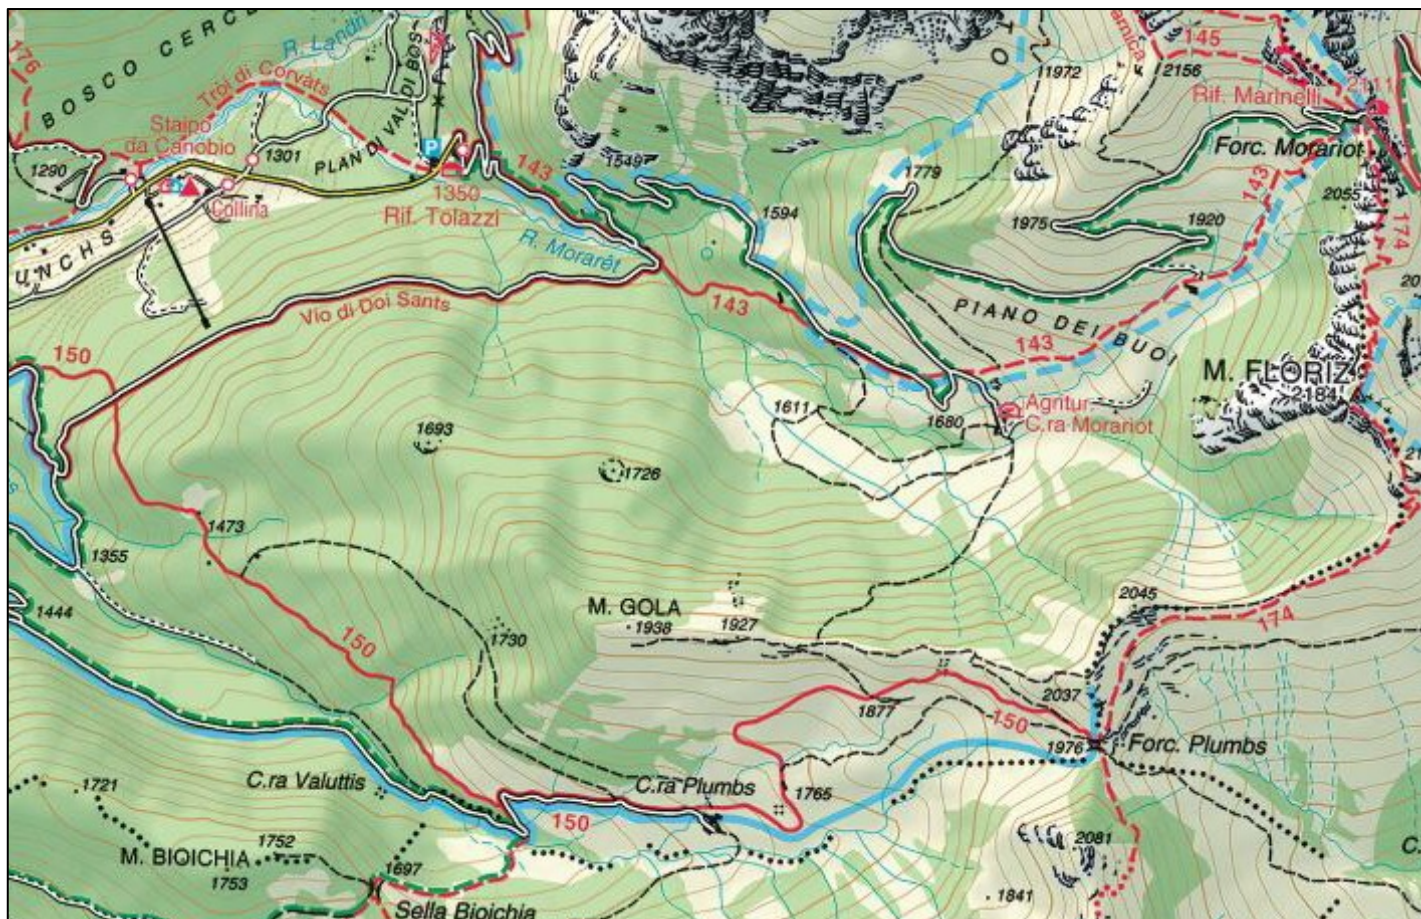 BOSCO CERC
R. Landri
176
Troi di Corvàts
PLAN DI VAL DI BOS
Staipo
da Canobio
1290
1301
P
1350
Rif. Tolazzi
Collina
UNCHS
143
R. Morarêt
1549
1594
1779
11972
2156
145
Rif. Marinelli
2111
Forc. Morariot
143
2055
174
1975
1920
PIANO DEI BUOI
143
143
M. FLORIZ
2184
Vio di Doi Sants
150
1693
1726
1611
1680
Agritur.
C.ra Morariot
1473
1355
1444
150
1730
M. GOLA
1938
1927
2045
174
2037
1877
150
1976
Forc. Plumbs
C.ra Valuttis
C.ra Plumbs
1765
150
1721
1752
M. BIOICHIA
1753
1697
Sella Bioichia
2081
1841
C.